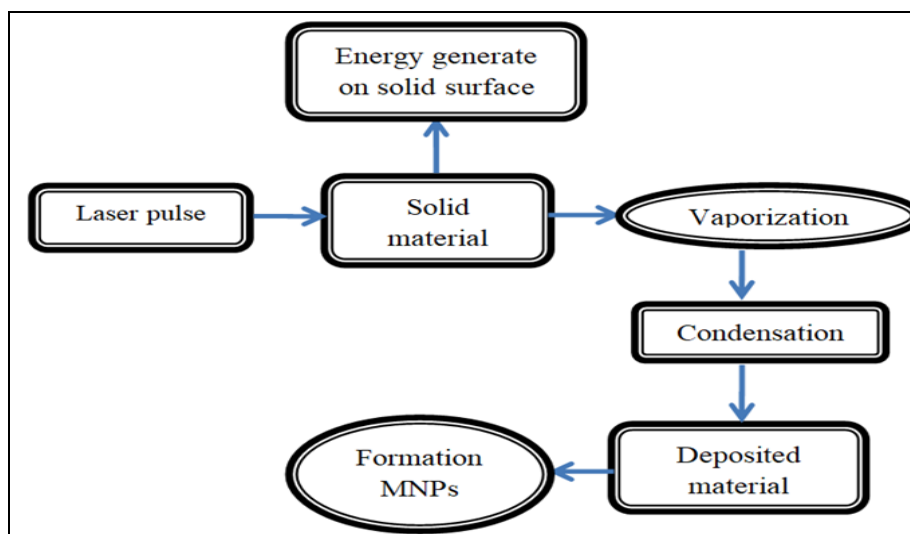 Energy generate
on solid surface
Laser pulse
Solid
material
Vaporization
Condensation
Deposited
material
Formation
MNPs